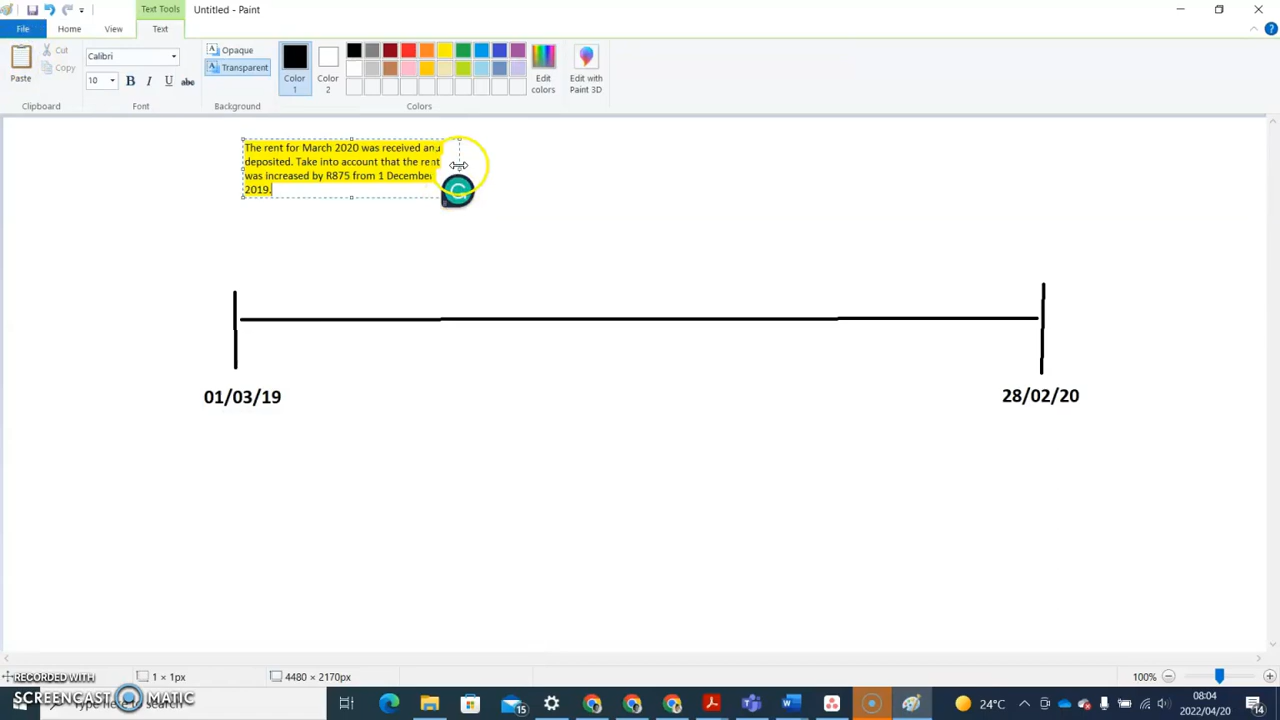 Text Tools
Untitled - Paint
File
Home
View
Text
Paste
Cut
Copy
Clipboard
Calibri
10
B I U abc
Font
Opaque
Transparent
Background
Color 1
Color 2
Colors
Edit colors
Edit with Paint 3D
The rent for March 2020 was received and
deposited. Take into account that the rent
was increased by R875 from 1 December
2019.
01/03/19
28/02/20
RECORDED WITH
SCREENCAST MATIC
1 × 1px
4480 × 2170px
100%
15
24°C
08:04
2022/04/20
14